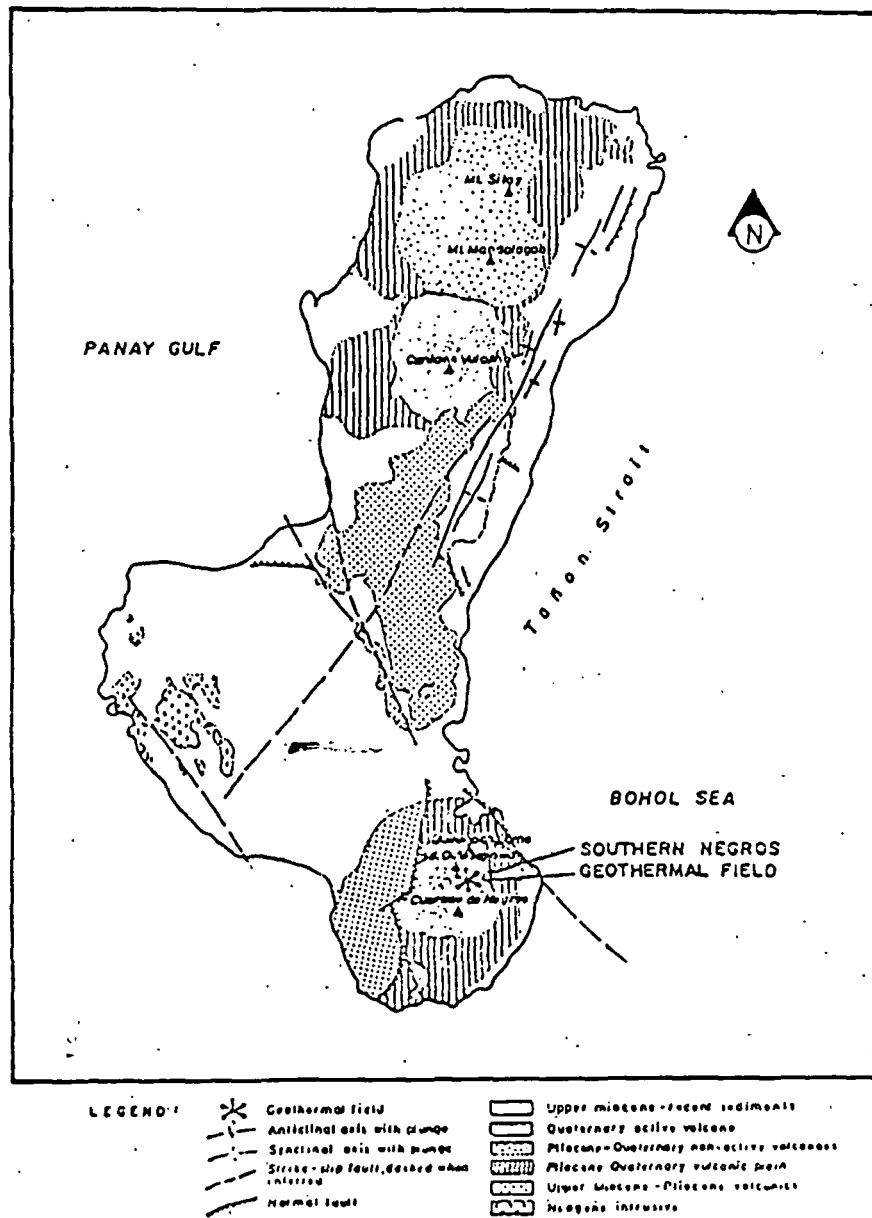 Mt. Silay
Mt. Mandalagan
PANAY GULF
Canlaon Vulcan
Tañon Strait
BOHOL SEA
SOUTHERN NEGROS
GEOTHERMAL FIELD
Cuernos de Negros
N
LEGEND:
Geothermal field
Anticlinal axis with plunge
Synclinal axis with plunge
Strike-slip fault, dashed when
inferred
Normal fault
Upper miocene - recent sediments
Quaternary active volcano
Pliocene - Quaternary non-active volcanoes
Pliocene Quaternary volcanic plain
Upper Miocene - Pliocene volcanics
Neogene intrusive